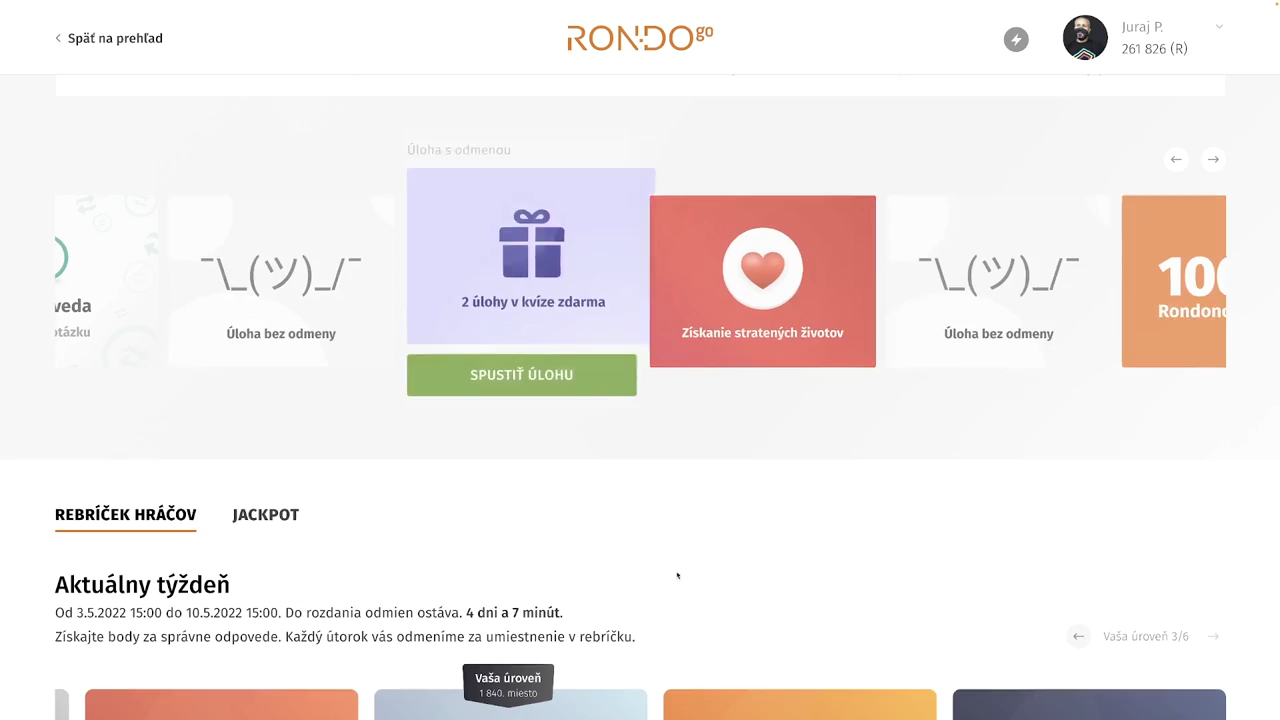 Späť na prehľad
RONDO go
Juraj P.
261 826 (R)
Úloha s odmenou
veda
otázku
¯\_(ツ)_/¯
Úloha bez odmeny
2 úlohy v kvíze zdarma
SPUSTIŤ ÚLOHU
Získanie stratených životov
¯\_(ツ)_/¯
Úloha bez odmeny
100
Rondono
REBRÍČEK HRÁČOV
JACKPOT
Aktuálny týždeň
Od 3.5.2022 15:00 do 10.5.2022 15:00. Do rozdania odmien ostáva. 4 dni a 7 minút.
Získajte body za správne odpovede. Každý útorok vás odmeníme za umiestnenie v rebríčku.
Vaša úroveň 3/6
Vaša úroveň
1 840. miesto